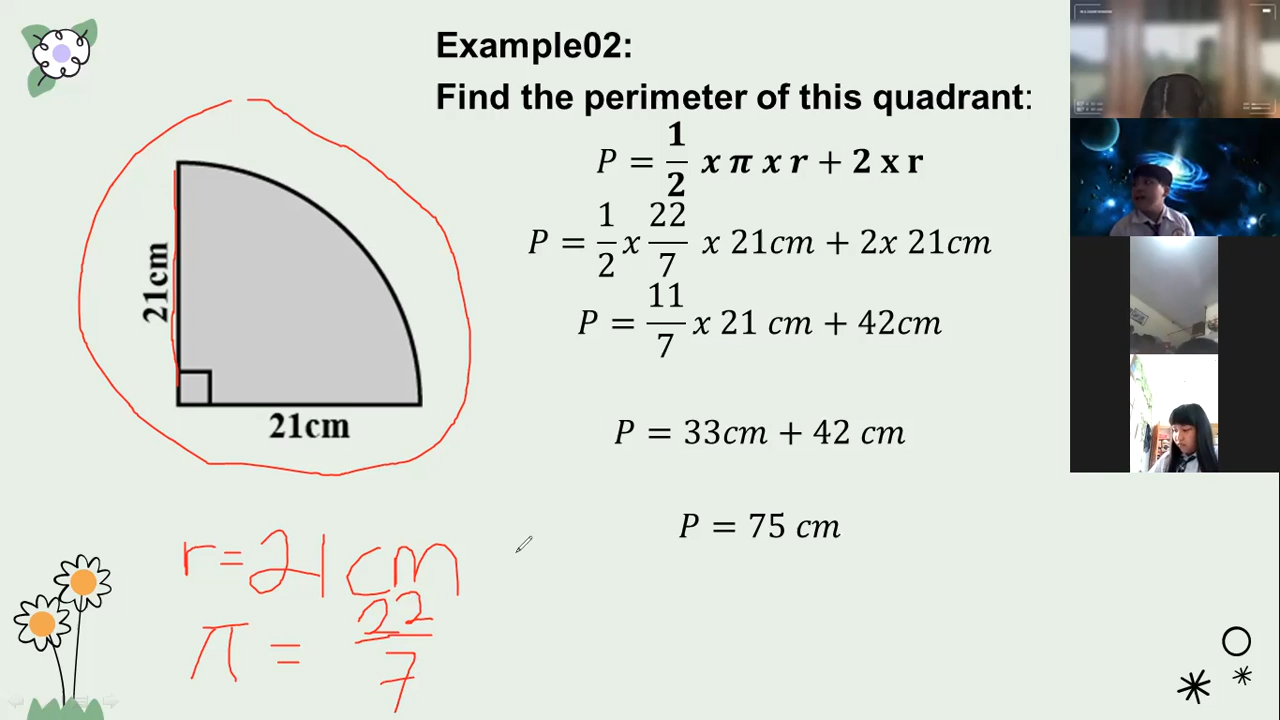 Example02:
Find the perimeter of this quadrant:
P = 1/2 x π x r + 2 x r
P = 1/2 x 22/7 x 21cm + 2x 21cm
P = 11/7 x 21 cm + 42cm
P = 33cm + 42 cm
P = 75 cm
21cm
21cm
r = 21 cm
π = 22/7